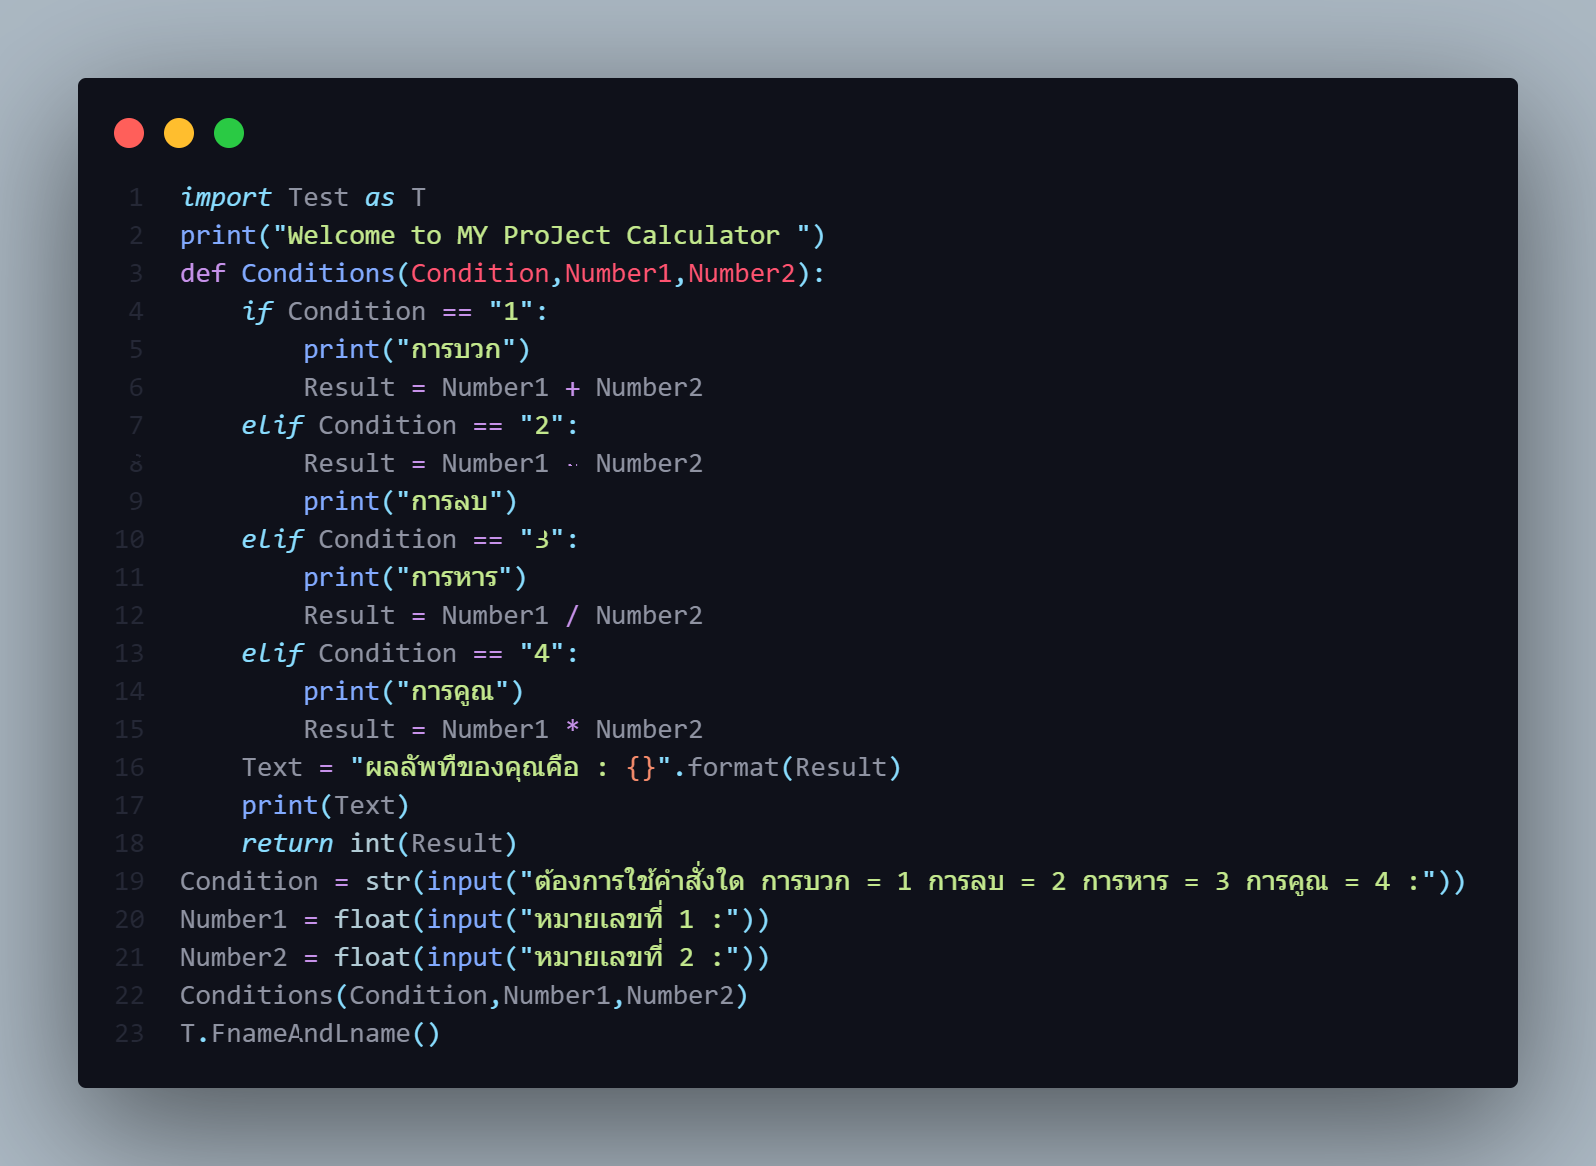 1 import Test as T
2 print("Welcome to MY ProJect Calculator ")
3 def Conditions(Condition,Number1,Number2):
4     if Condition == "1":
5         print("การบวก")
6         Result = Number1 + Number2
7     elif Condition == "2":
8         Result = Number1 - Number2
9         print("การลบ")
10     elif Condition == "3":
11         print("การหาร")
12         Result = Number1 / Number2
13     elif Condition == "4":
14         print("การคูณ")
15         Result = Number1 * Number2
16     Text = "ผลลัพท์ของคุณคือ : {}".format(Result)
17     print(Text)
18     return int(Result)
19 Condition = str(input("ต้องการใช้คำสั่งใด การบวก = 1 การลบ = 2 การหาร = 3 การคูณ = 4 :"))
20 Number1 = float(input("หมายเลขที่ 1 :"))
21 Number2 = float(input("หมายเลขที่ 2 :"))
22 Conditions(Condition,Number1,Number2)
23 T.FnameAndLname()